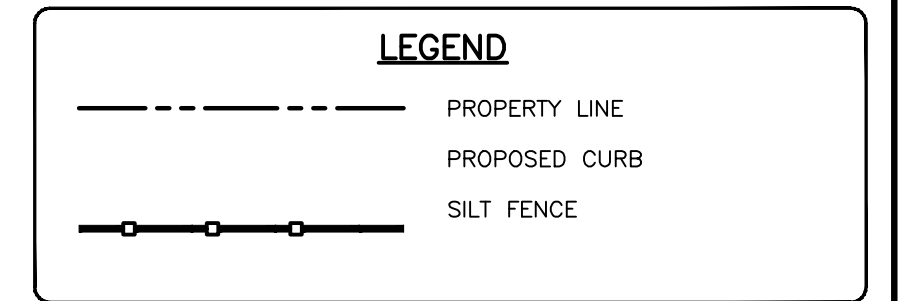 LEGEND
PROPERTY LINE
PROPOSED CURB
SILT FENCE